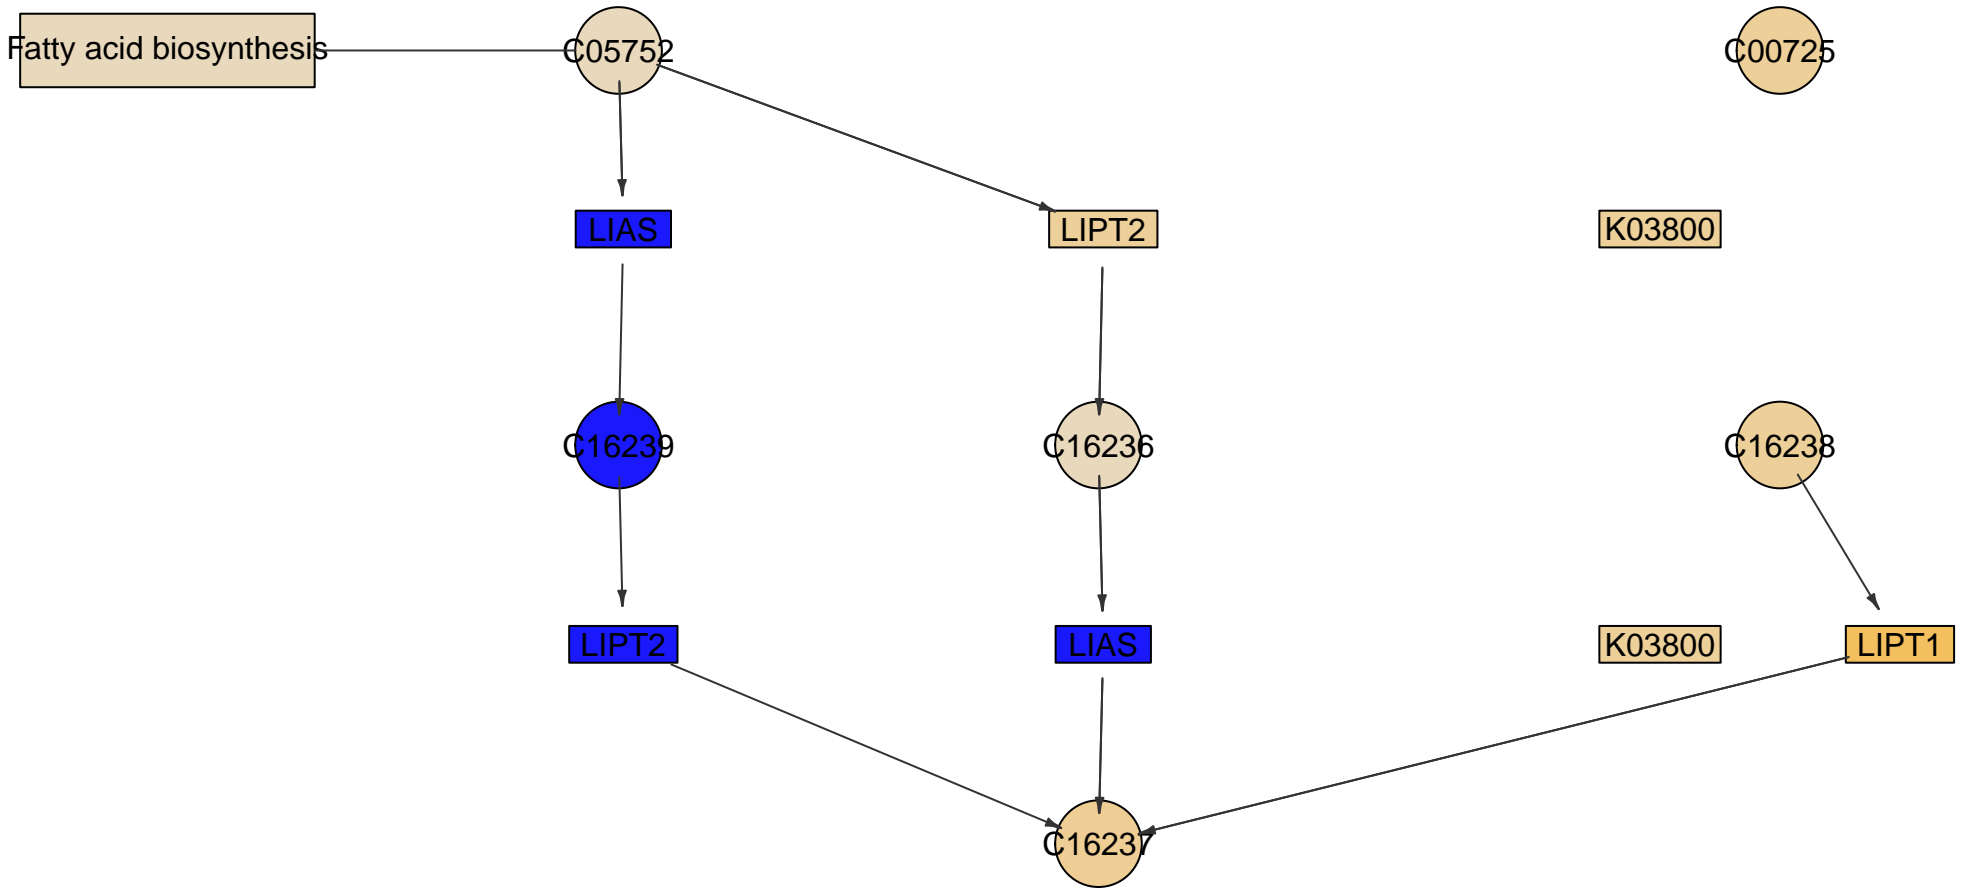 Fatty acid biosynthesis
C05752
C00725
LIAS
LIPT2
K03800
C16239
C16236
C16238
LIPT2
LIAS
K03800
LIPT1
C16237